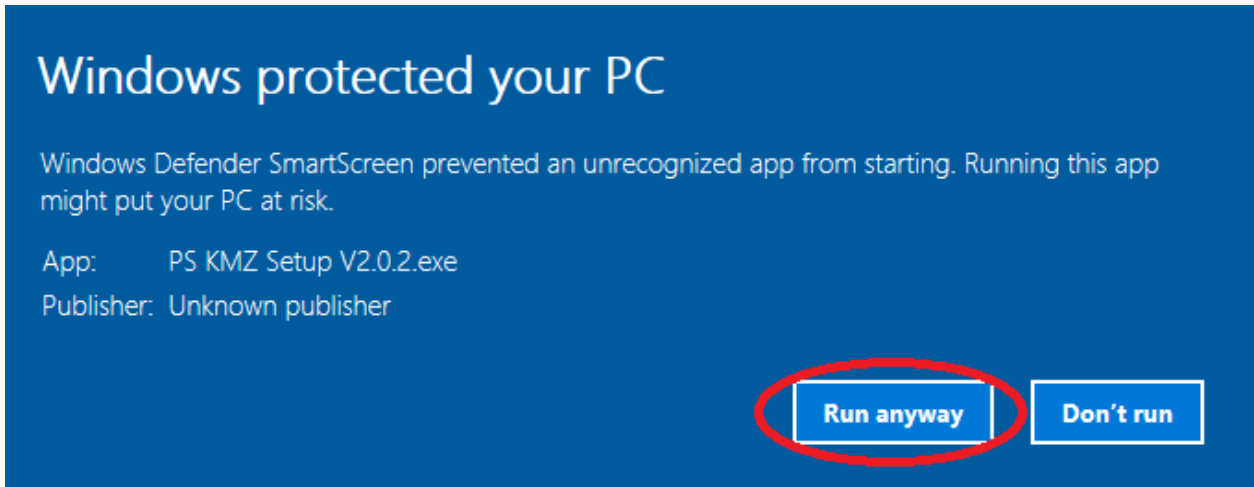 Windows protected your PC
Windows Defender SmartScreen prevented an unrecognized app from starting. Running this app
might put your PC at risk.
App: PS KMZ Setup V2.0.2.exe
Publisher: Unknown publisher
Run anyway Don't run